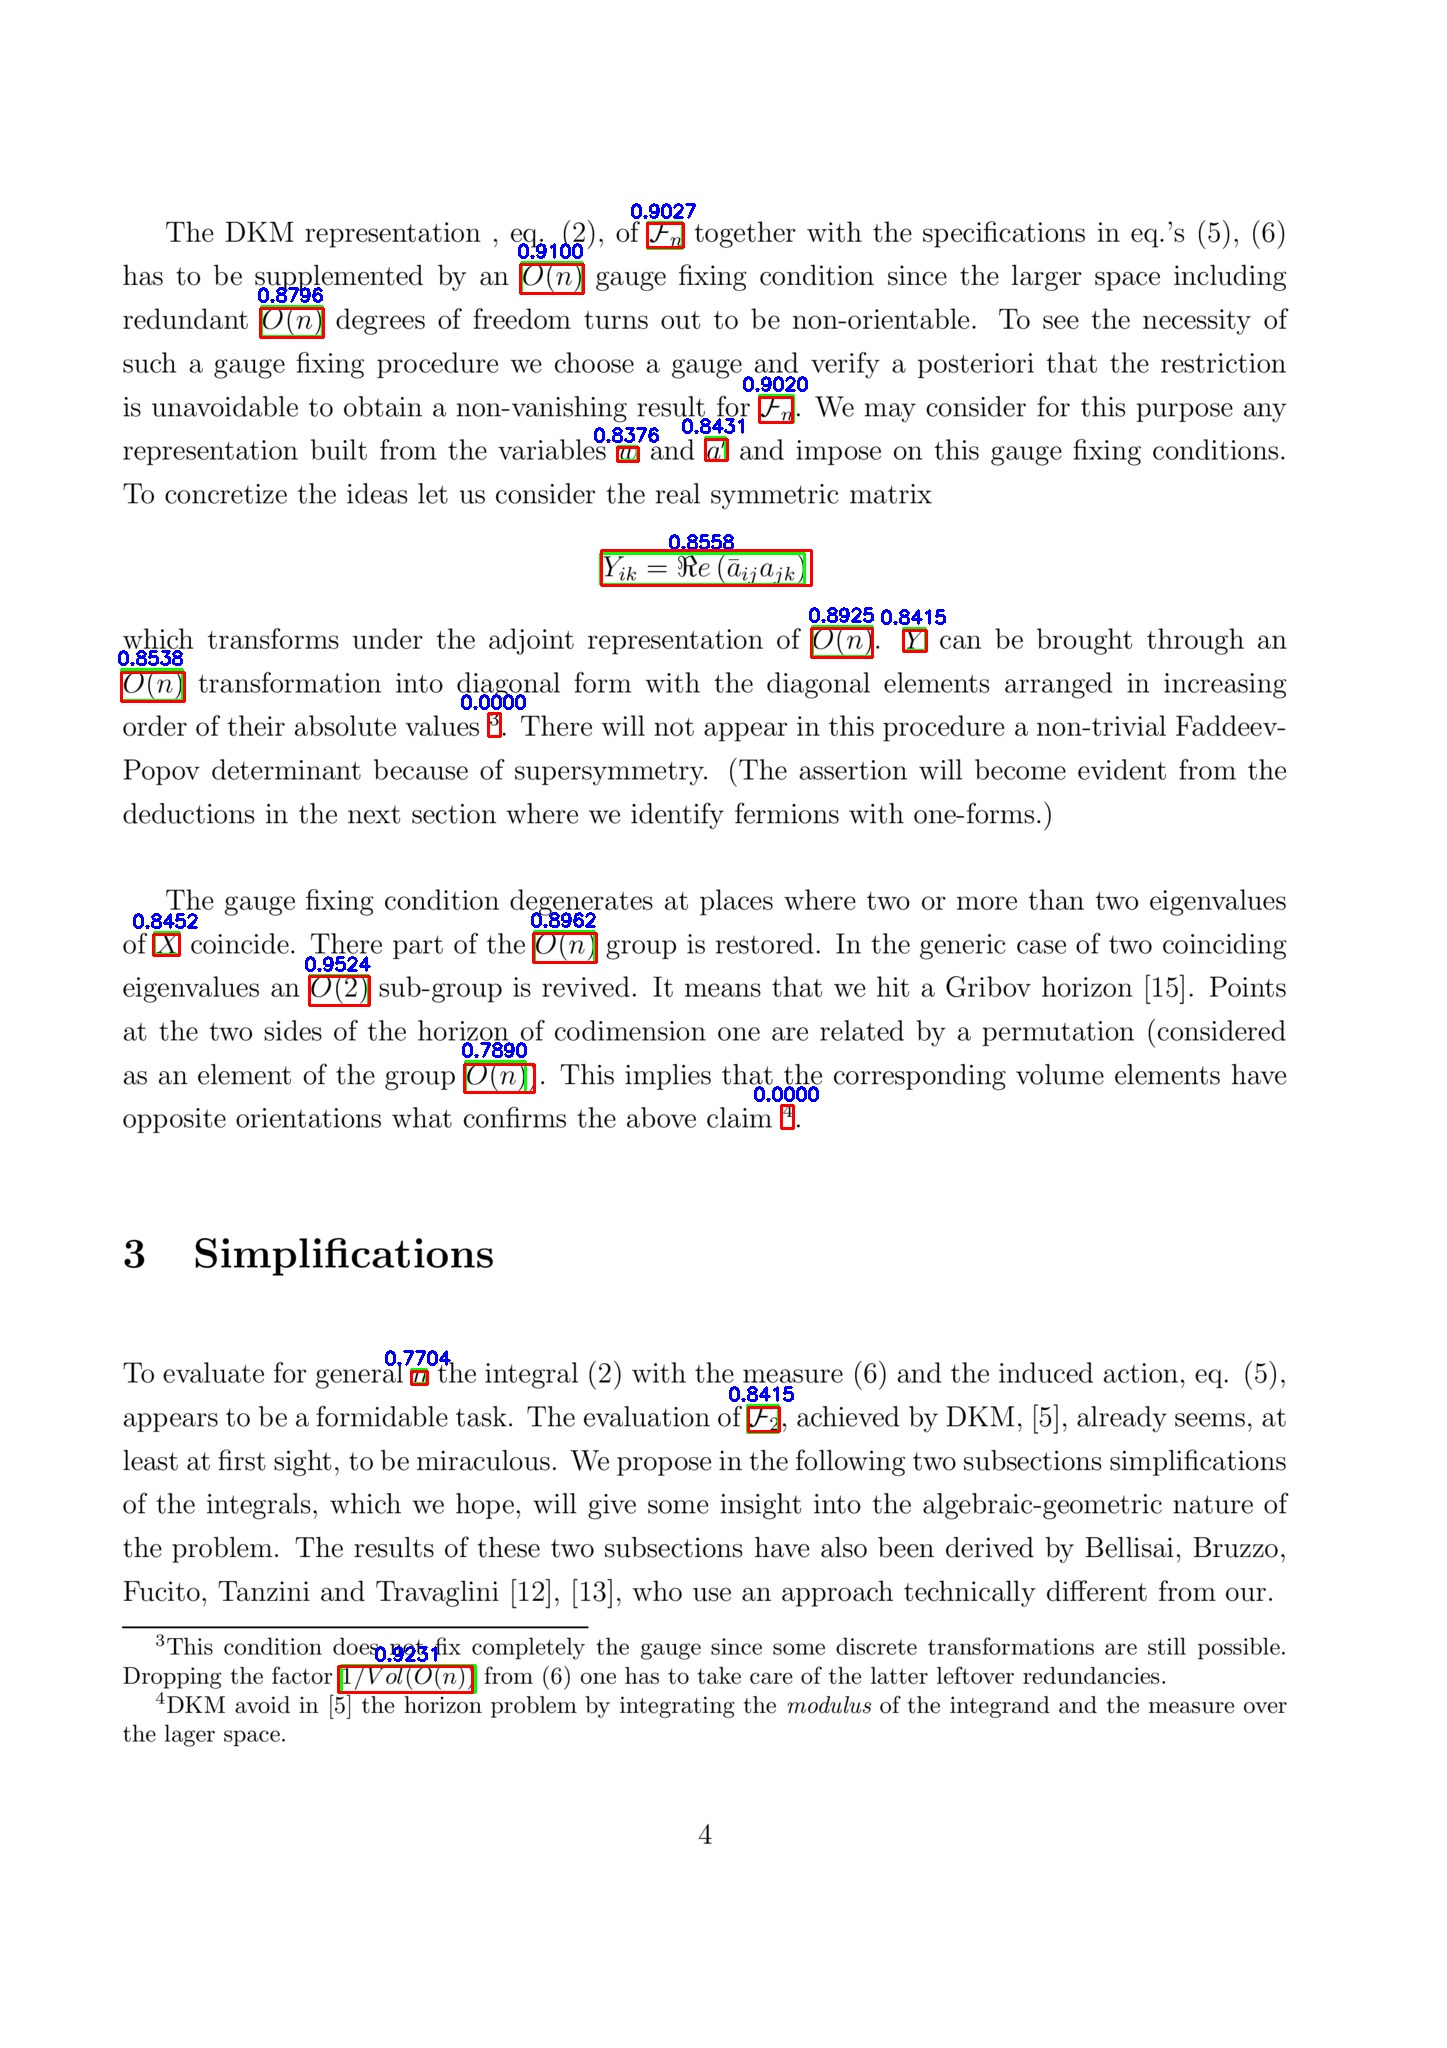 0.9027
The DKM representation , eq. (2), of ℱn together with the specifications in eq.'s (5), (6)
0.9100
has to be supplemented by an O(n) gauge fixing condition since the larger space including
0.8796
redundant O(n) degrees of freedom turns out to be non-orientable. To see the necessity of
such a gauge fixing procedure we choose a gauge and verify a posteriori that the restriction
0.9020
is unavoidable to obtain a non-vanishing result for ℱn. We may consider for this purpose any
0.8376 0.8431
representation built from the variables a and a' and impose on this gauge fixing conditions.
To concretize the ideas let us consider the real symmetric matrix
0.8558
Yik = ℜe (āij ajk)
0.8925 0.8415
which transforms under the adjoint representation of O(n). Y can be brought through an
0.8538
O(n) transformation into diagonal form with the diagonal elements arranged in increasing
0.0000
order of their absolute values ³. There will not appear in this procedure a non-trivial Faddeev-
Popov determinant because of supersymmetry. (The assertion will become evident from the
deductions in the next section where we identify fermions with one-forms.)
The gauge fixing condition degenerates at places where two or more than two eigenvalues
0.8452 0.8962
of X coincide. There part of the O(n) group is restored. In the generic case of two coinciding
0.9524
eigenvalues an O(2) sub-group is revived. It means that we hit a Gribov horizon [15]. Points
at the two sides of the horizon of codimension one are related by a permutation (considered
0.7890
as an element of the group O(n)). This implies that the corresponding volume elements have
0.0000
opposite orientations what confirms the above claim ⁴.
3 Simplifications
0.7704
To evaluate for general n the integral (2) with the measure (6) and the induced action, eq. (5),
0.8415
appears to be a formidable task. The evaluation of ℱ2, achieved by DKM, [5], already seems, at
least at first sight, to be miraculous. We propose in the following two subsections simplifications
of the integrals, which we hope, will give some insight into the algebraic-geometric nature of
the problem. The results of these two subsections have also been derived by Bellisai, Bruzzo,
Fucito, Tanzini and Travaglini [12], [13], who use an approach technically different from our.
³This condition does not fix completely the gauge since some discrete transformations are still possible.
0.9231
Dropping the factor 1/Vol(O(n)) from (6) one has to take care of the latter leftover redundancies.
⁴DKM avoid in [5] the horizon problem by integrating the modulus of the integrand and the measure over
the lager space.
4